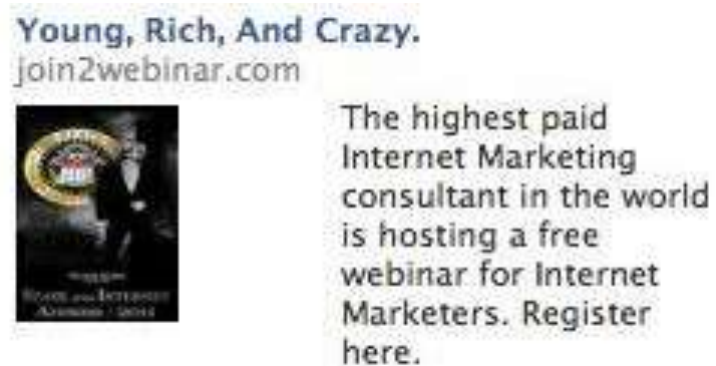 Young, Rich, And Crazy.
join2webinar.com
The highest paid
Internet Marketing
consultant in the world
is hosting a free
webinar for Internet
Marketers. Register
here.